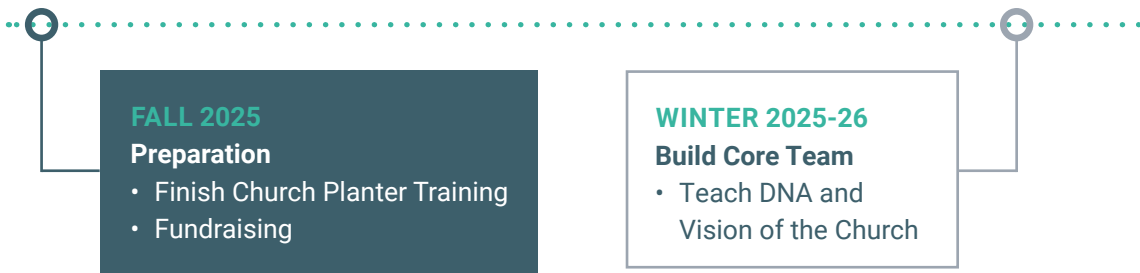 FALL 2025
Preparation
• Finish Church Planter Training
• Fundraising
WINTER 2025-26
Build Core Team
• Teach DNA and
Vision of the Church